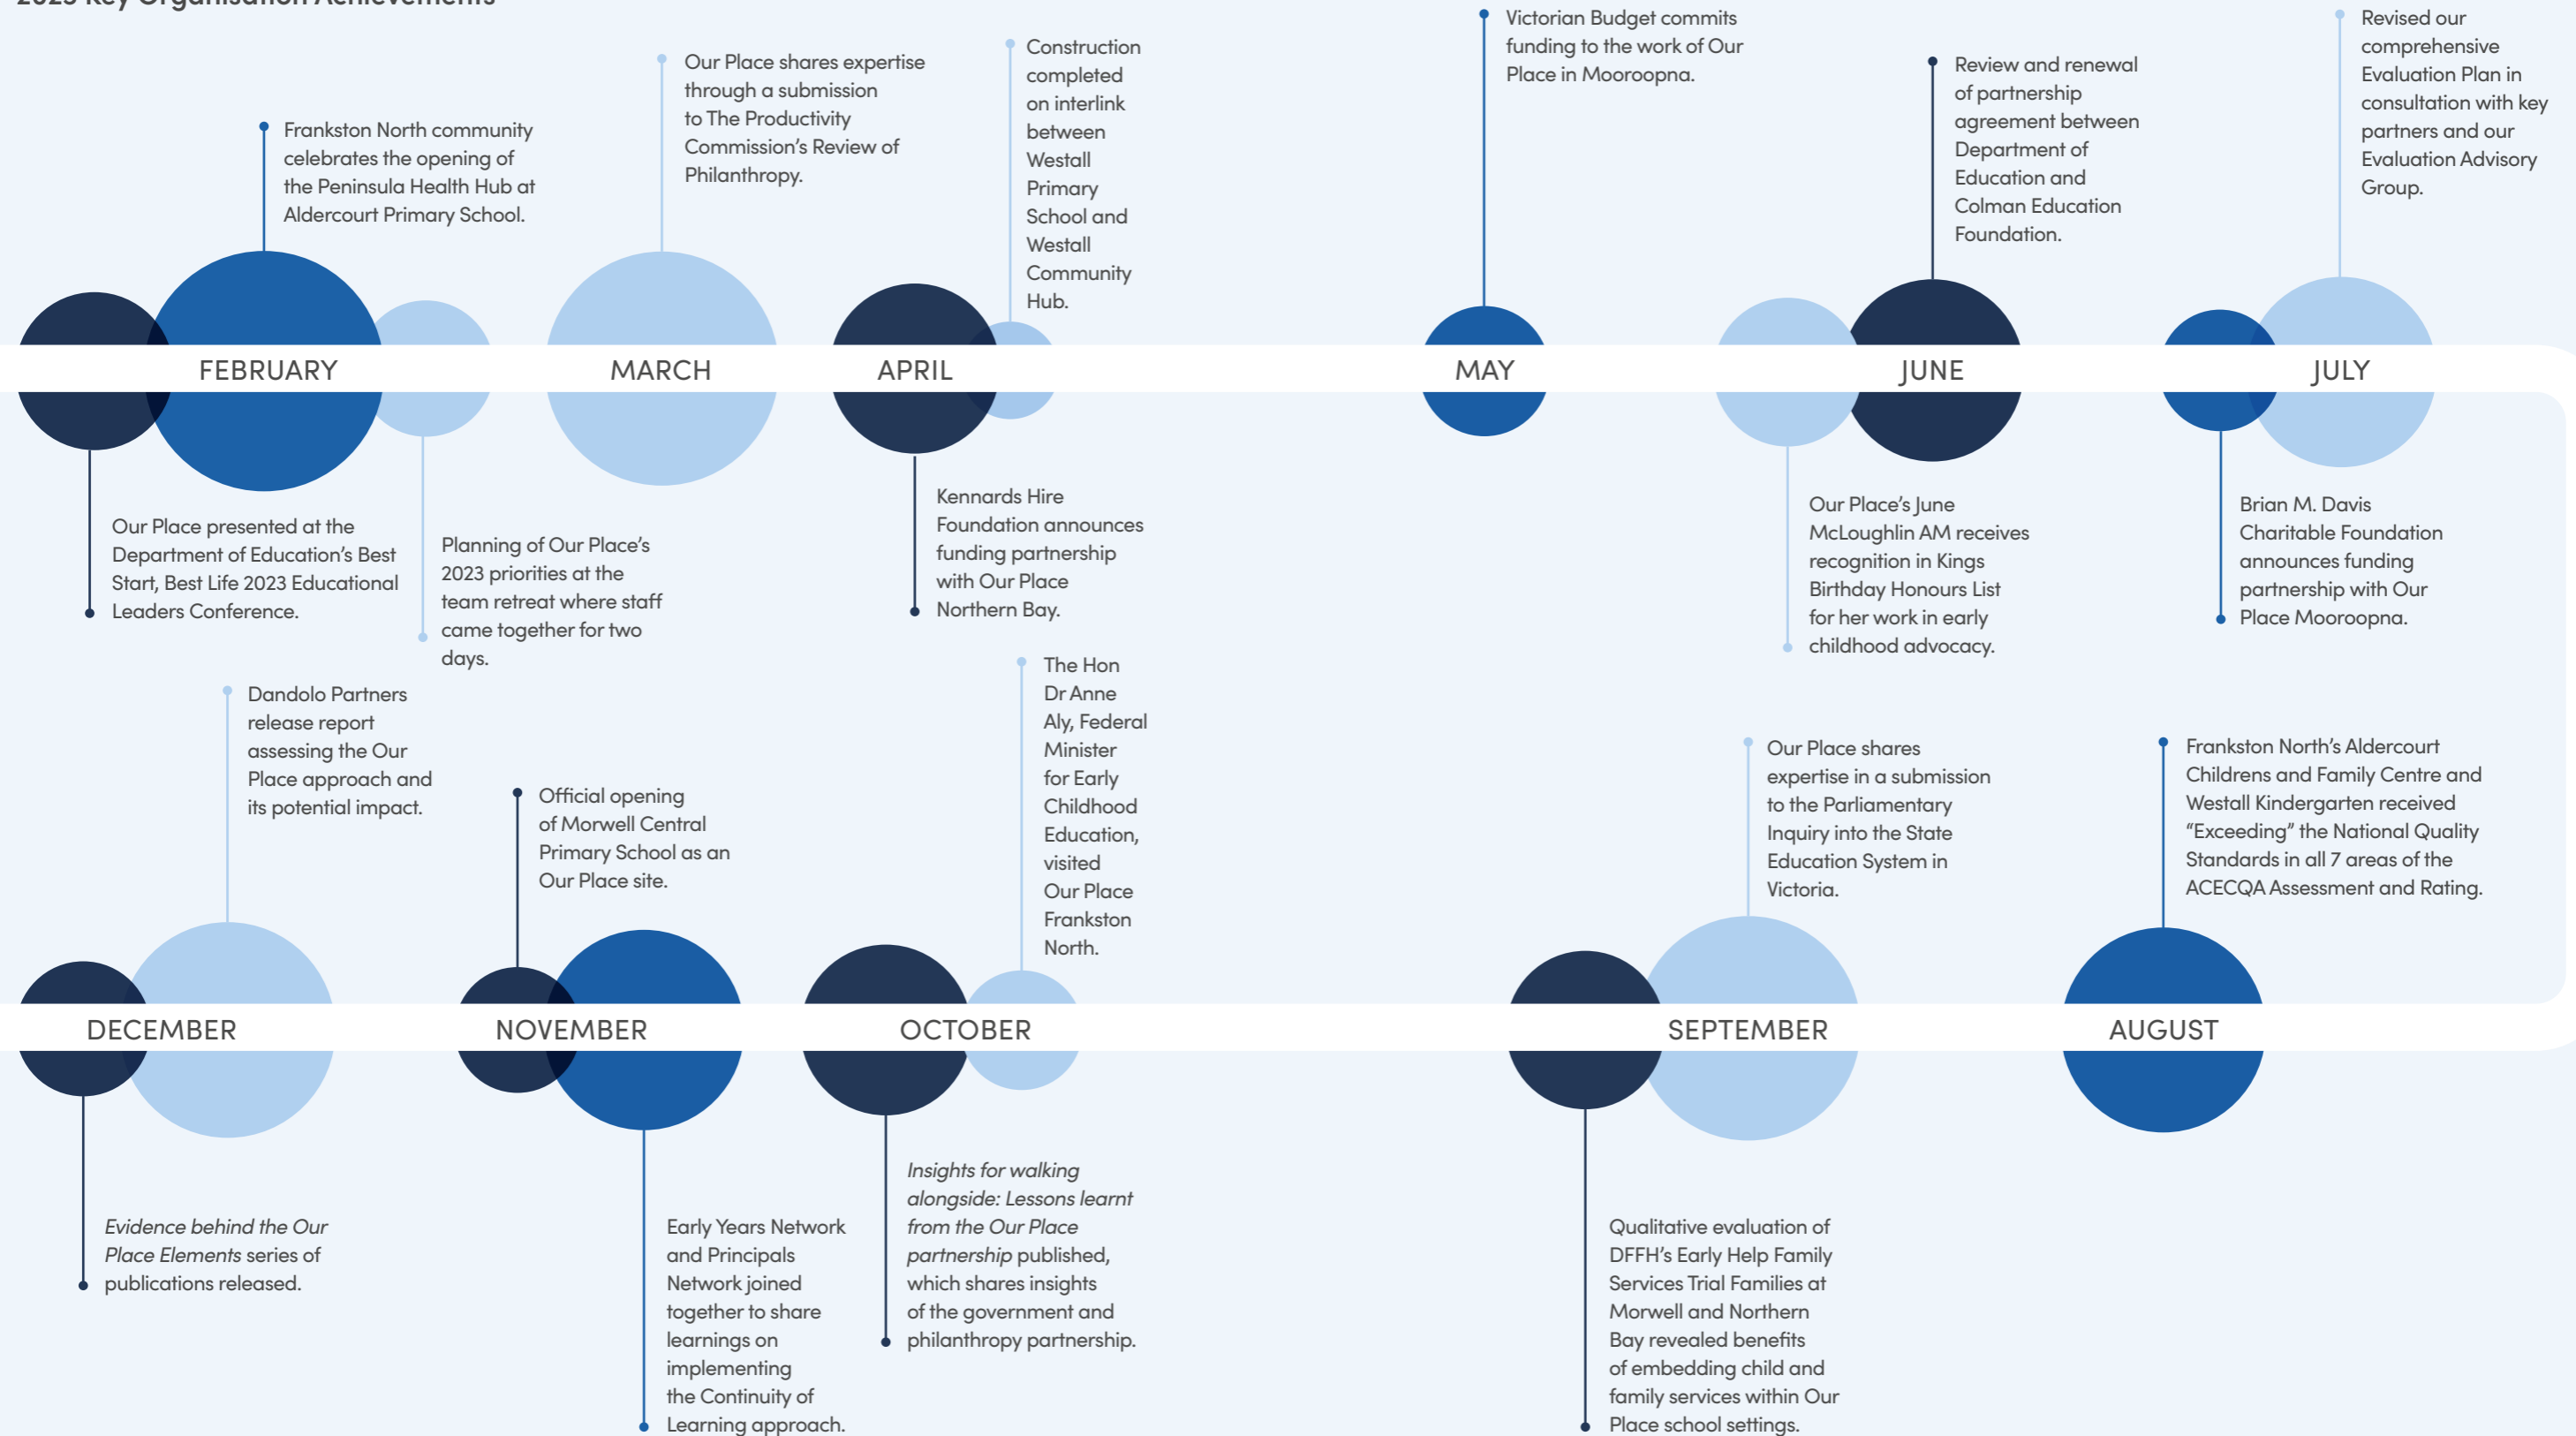 2023 Key Organisation Achievements
Frankston North community
celebrates the opening of
the Peninsula Health Hub at
Aldercourt Primary School.
Our Place shares expertise
through a submission
to The Productivity
Commission's Review of
Philanthropy.
Construction
completed
on interlink
between
Westall
Primary
School and
Westall
Community
Hub.
Victorian Budget commits
funding to the work of Our
Place in Mooroopna.
Review and renewal
of partnership
agreement between
Department of
Education and
Colman Education
Foundation.
Revised our
comprehensive
Evaluation Plan in
consultation with key
partners and our
Evaluation Advisory
Group.
FEBRUARY
MARCH
APRIL
MAY
JUNE
JULY
Our Place presented at the
Department of Education's Best
Start, Best Life 2023 Educational
Leaders Conference.
Planning of Our Place's
2023 priorities at the
team retreat where staff
came together for two
days.
Kennards Hire
Foundation announces
funding partnership
with Our Place
Northern Bay.
Our Place's June
McLoughlin AM receives
recognition in Kings
Birthday Honours List
for her work in early
childhood advocacy.
Brian M. Davis
Charitable Foundation
announces funding
partnership with Our
Place Mooroopna.
Dandolo Partners
release report
assessing the Our
Place approach and
its potential impact.
Official opening
of Morwell Central
Primary School as an
Our Place site.
The Hon
Dr Anne
Aly, Federal
Minister
for Early
Childhood
Education,
visited
Our Place
Frankston
North.
Our Place shares
expertise in a submission
to the Parliamentary
Inquiry into the State
Education System in
Victoria.
Frankston North's Aldercourt
Childrens and Family Centre and
Westall Kindergarten received
“Exceeding” the National Quality
Standards in all 7 areas of the
ACECQA Assessment and Rating.
DECEMBER
NOVEMBER
OCTOBER
SEPTEMBER
AUGUST
Evidence behind the Our
Place Elements series of
publications released.
Early Years Network
and Principals
Network joined
together to share
learnings on
implementing
the Continuity of
Learning approach.
Insights for walking
alongside: Lessons learnt
from the Our Place
partnership published,
which shares insights
of the government and
philanthropy partnership.
Qualitative evaluation of
DFFH's Early Help Family
Services Trial Families at
Morwell and Northern
Bay revealed benefits
of embedding child and
family services within Our
Place school settings.